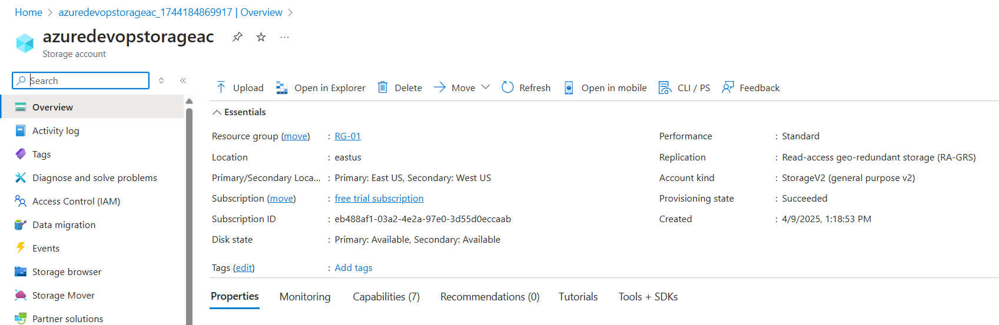 Home > azuredevopstorageac_1744184869917 | Overview >
azuredevopstorageac
Storage account
Search
Overview
Activity log
Tags
Diagnose and solve problems
Access Control (IAM)
Data migration
Events
Storage browser
Storage Mover
Partner solutions
Upload Open in Explorer Delete Move Refresh Open in mobile CLI / PS Feedback
Essentials
Resource group (move) : RG-01
Location : eastus
Primary/Secondary Loca... : Primary: East US, Secondary: West US
Subscription (move) : free trial subscription
Subscription ID : eb488af1-03a2-4e2a-97e0-3d55d0eccaab
Disk state : Primary: Available, Secondary: Available
Tags (edit) : Add tags
Performance : Standard
Replication : Read-access geo-redundant storage (RA-GRS)
Account kind : StorageV2 (general purpose v2)
Provisioning state : Succeeded
Created : 4/9/2025, 1:18:53 PM
Properties Monitoring Capabilities (7) Recommendations (0) Tutorials Tools + SDKs